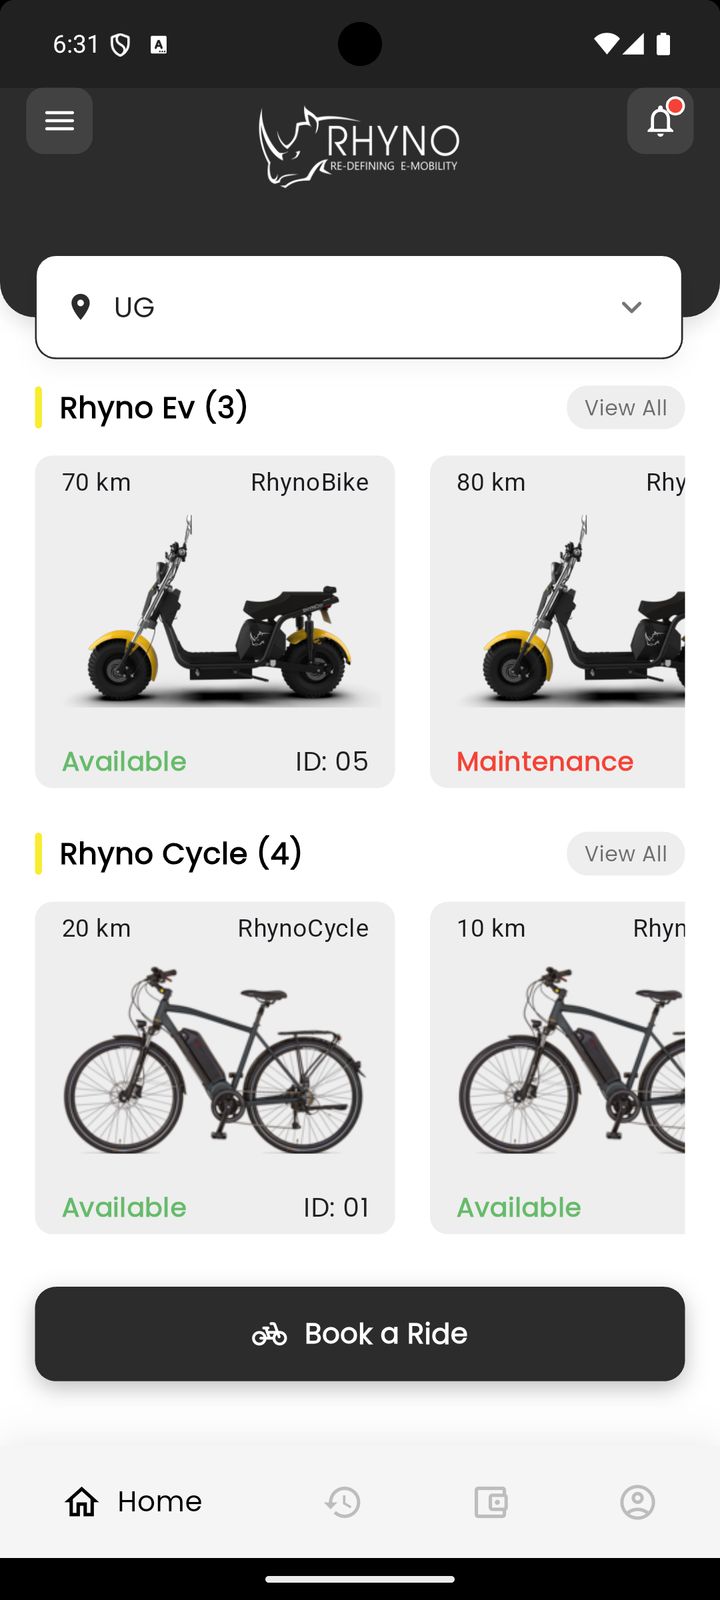 6:31
RHYNO
RE-DEFINING E-MOBILITY
UG
Rhyno Ev (3)
View All
70 km
RhynoBike
80 km
Rhy
Available
ID: 05
Maintenance
Rhyno Cycle (4)
View All
20 km
RhynoCycle
10 km
Rhyn
Available
ID: 01
Available
Book a Ride
Home